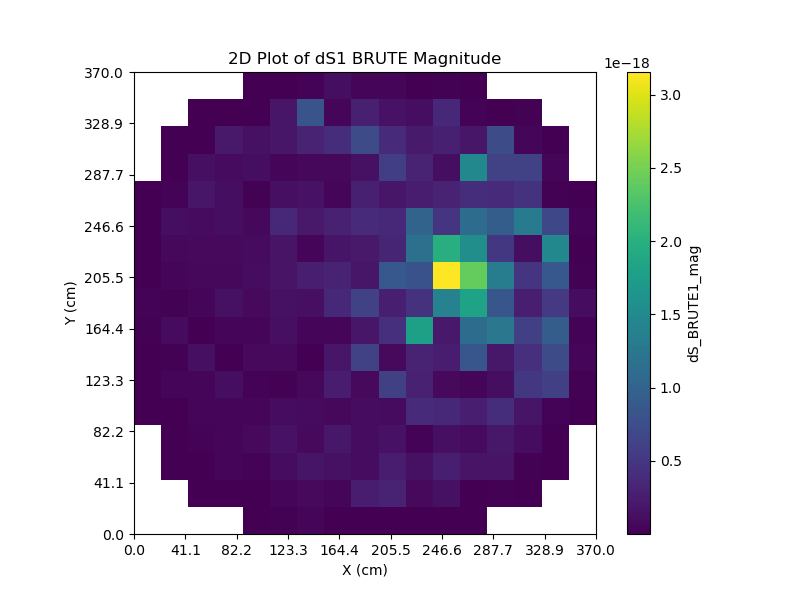 2D Plot of dS1 BRUTE Magnitude
1e−18
370.0
328.9
287.7
246.6
205.5
164.4
123.3
82.2
41.1
0.0
Y (cm)
0.0 41.1 82.2 123.3 164.4 205.5 246.6 287.7 328.9 370.0
X (cm)
3.0
2.5
2.0
1.5
1.0
0.5
dS_BRUTE1_mag